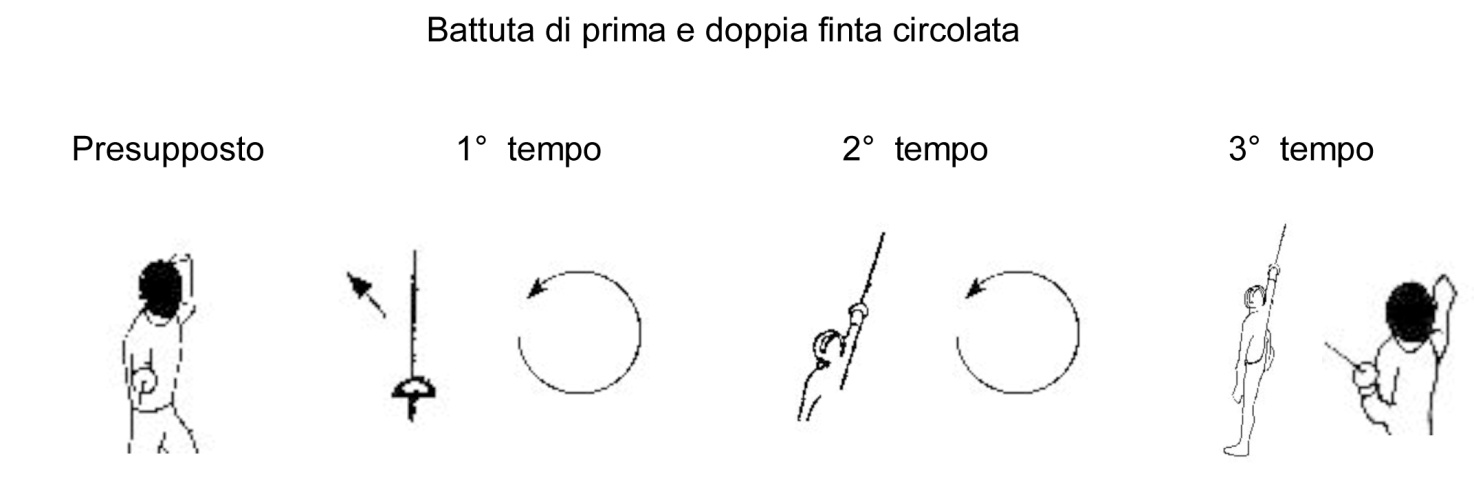 Battuta di prima e doppia finta circolata
Presupposto 1° tempo 2° tempo 3° tempo